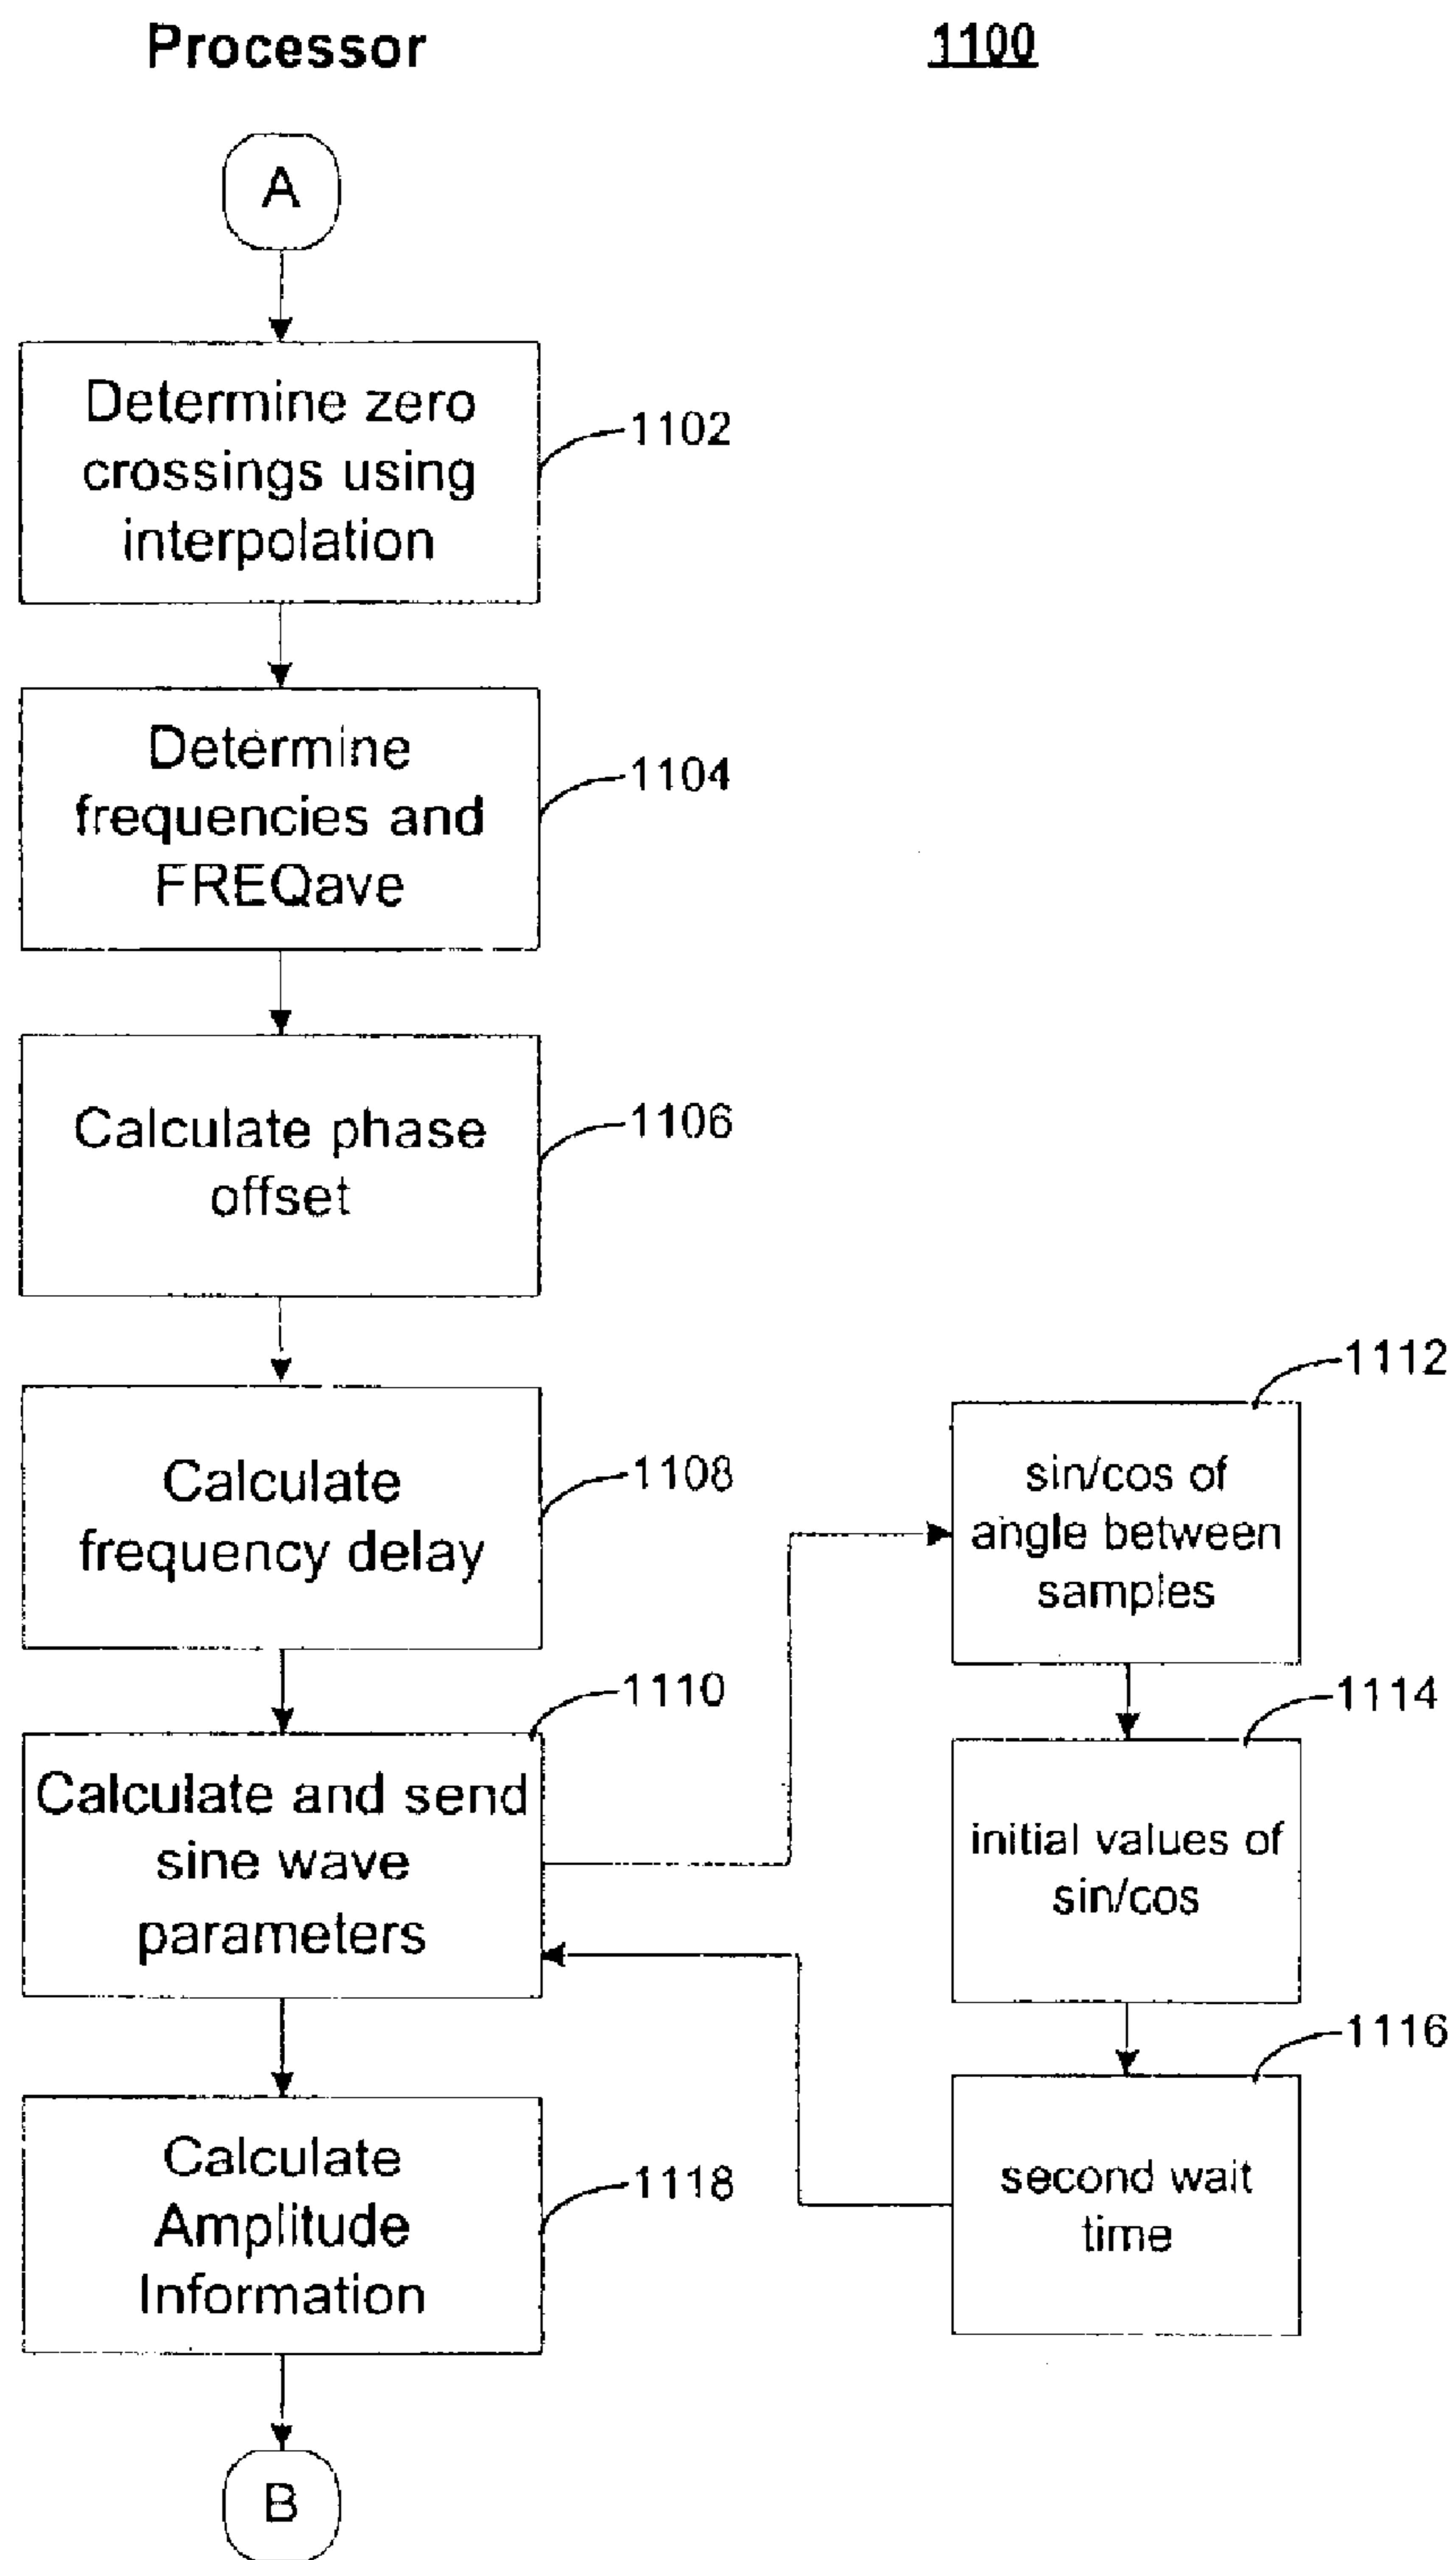 Processor
1100
A
Determine zero
crossings using
interpolation
1102
Determine
frequencies and
FREQave
1104
Calculate phase
offset
1106
Calculate
frequency delay
1108
Calculate and send
sine wave
parameters
1110
sin/cos of
angle between
samples
1112
initial values of
sin/cos
1114
second wait
time
1116
Calculate
Amplitude
Information
1118
B